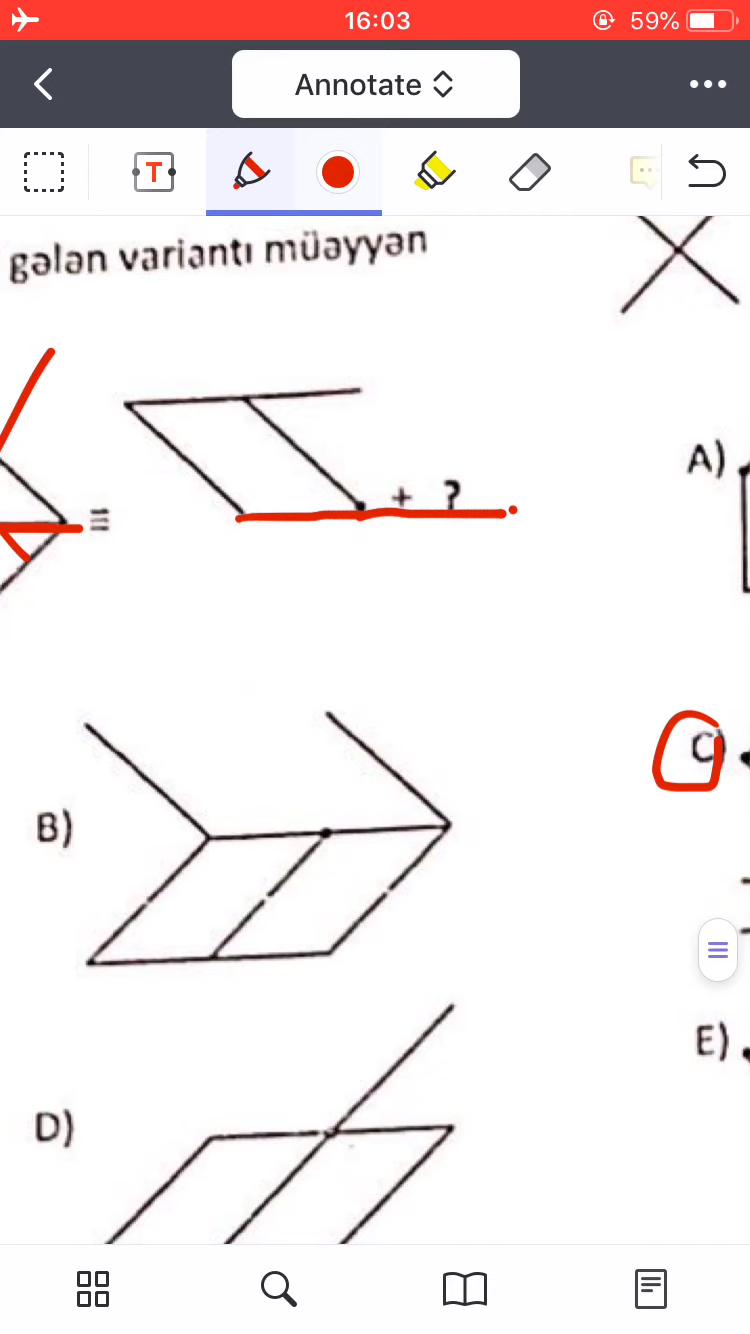 16:03
59%
Annotate
T
gələn variantı müəyyən
≡ + ?
A)
C)
B)
E)
D)